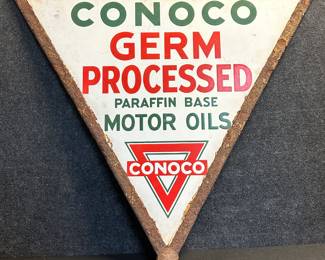 CONOCO
GERM
PROCESSED
PARAFFIN BASE
MOTOR OILS
CONOCO